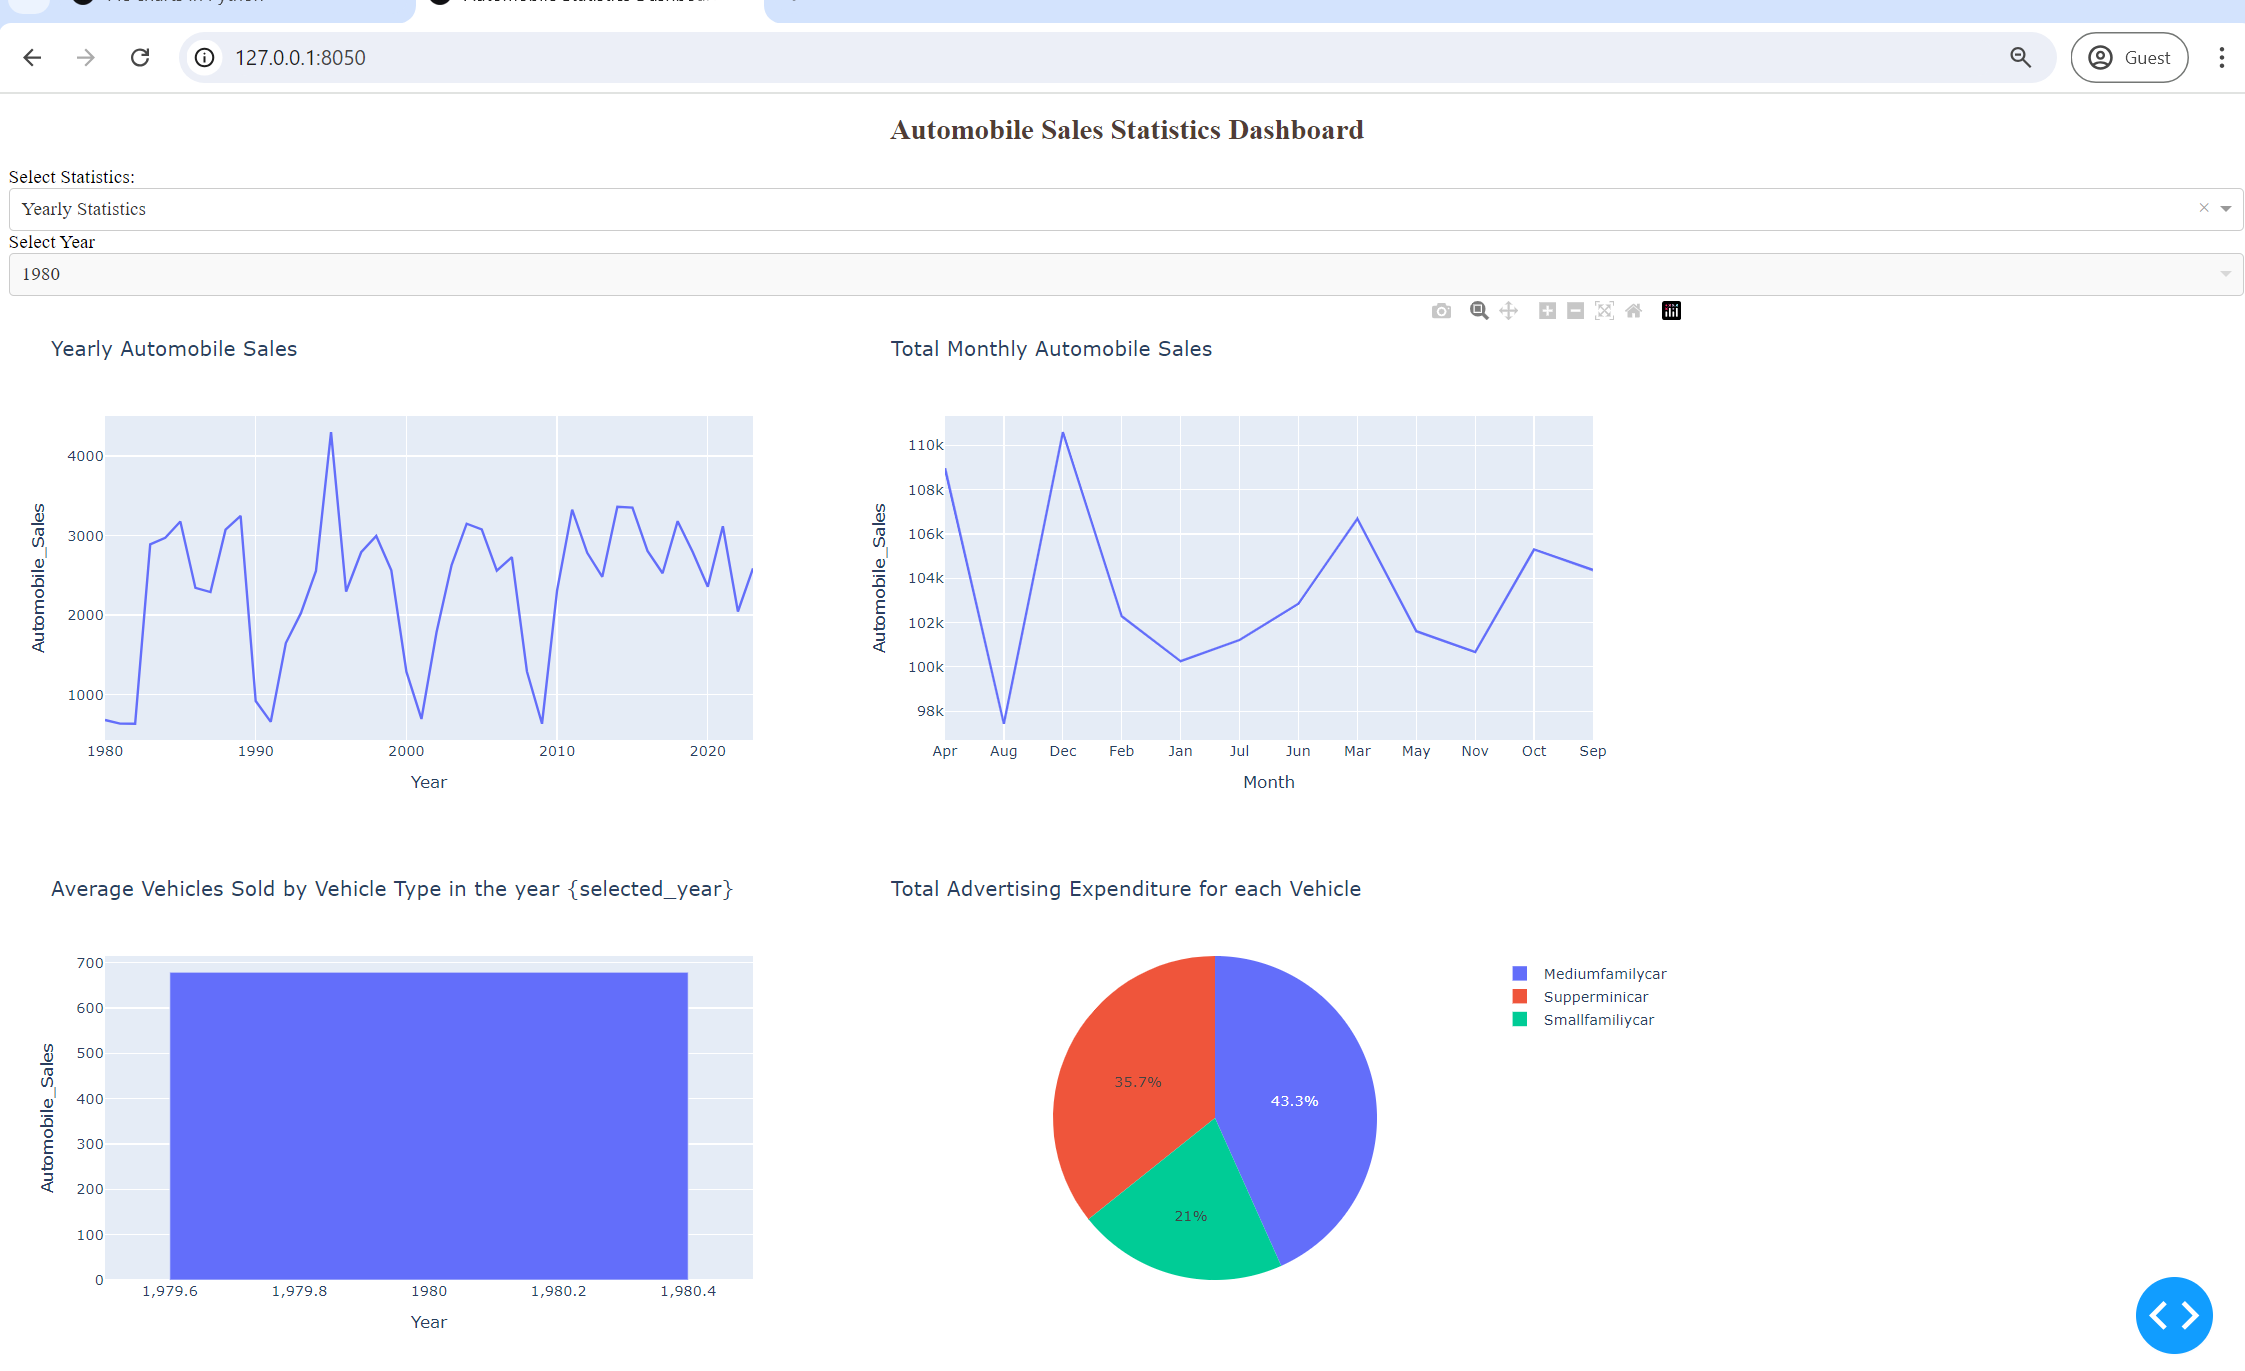 127.0.0.1:8050
Guest
Automobile Sales Statistics Dashboard
Select Statistics:
Yearly Statistics
Select Year
1980
Yearly Automobile Sales
4000
3000
2000
1000
Automobile_Sales
1980 1990 2000 2010 2020
Year
Total Monthly Automobile Sales
110k
108k
106k
104k
102k
100k
98k
Automobile_Sales
Apr Aug Dec Feb Jan Jul Jun Mar May Nov Oct Sep
Month
Average Vehicles Sold by Vehicle Type in the year {selected_year}
700
600
500
400
300
200
100
0
Automobile_Sales
1,979.6 1,979.8 1980 1,980.2 1,980.4
Year
Total Advertising Expenditure for each Vehicle
35.7%
43.3%
21%
Mediumfamilycar
Supperminicar
Smallfamiliycar